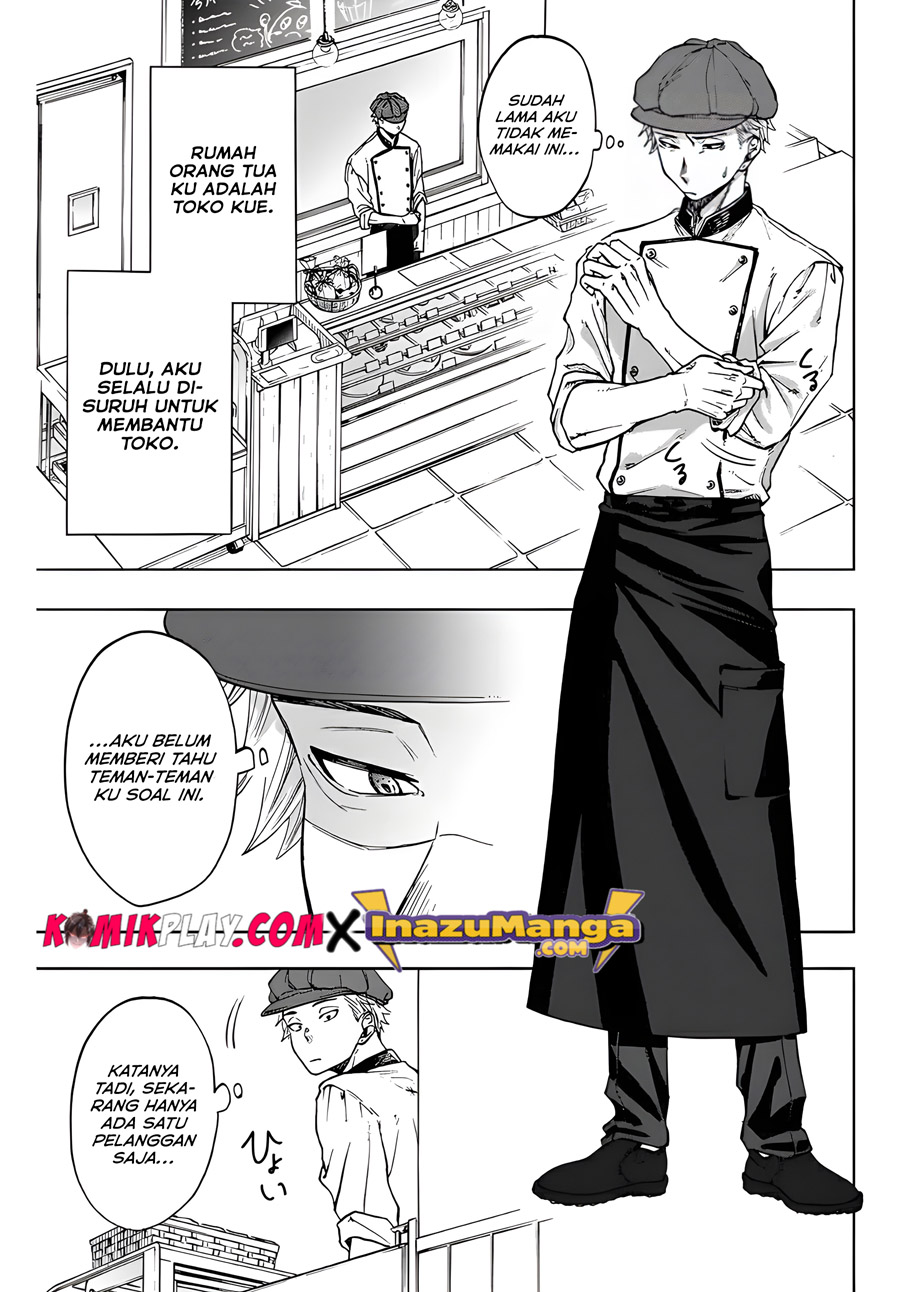 SUDAH
LAMA AKU
TIDAK ME-
MAKAI INI...
RUMAH
ORANG TUA
KU ADALAH
TOKO KUE.
DULU, AKU
SELALU DI-
SURUH UNTUK
MEMBANTU
TOKO.
...AKU BELUM
MEMBERI TAHU
TEMAN-TEMAN
KU SOAL INI.
KOMIKPLAY.COM X INAZUMANGA
.COM
KATANYA
TADI, SEKA-
RANG HANYA
ADA SATU
PELANGGAN
SAJA...
ひょい